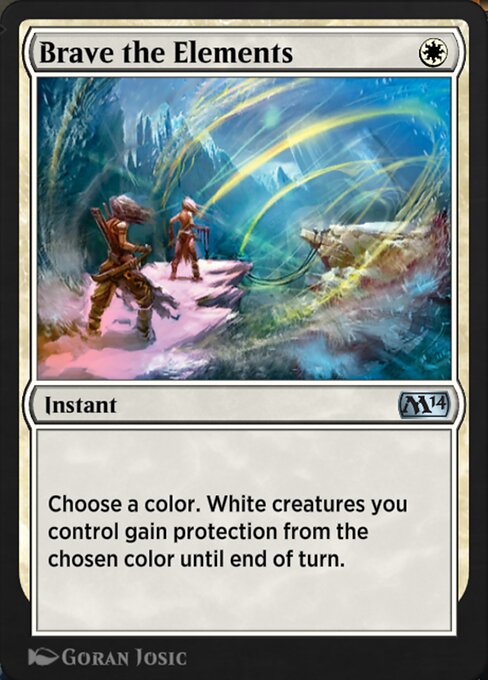 Brave the Elements
Instant
M14
Choose a color. White creatures you
control gain protection from the
chosen color until end of turn.
Goran Josic